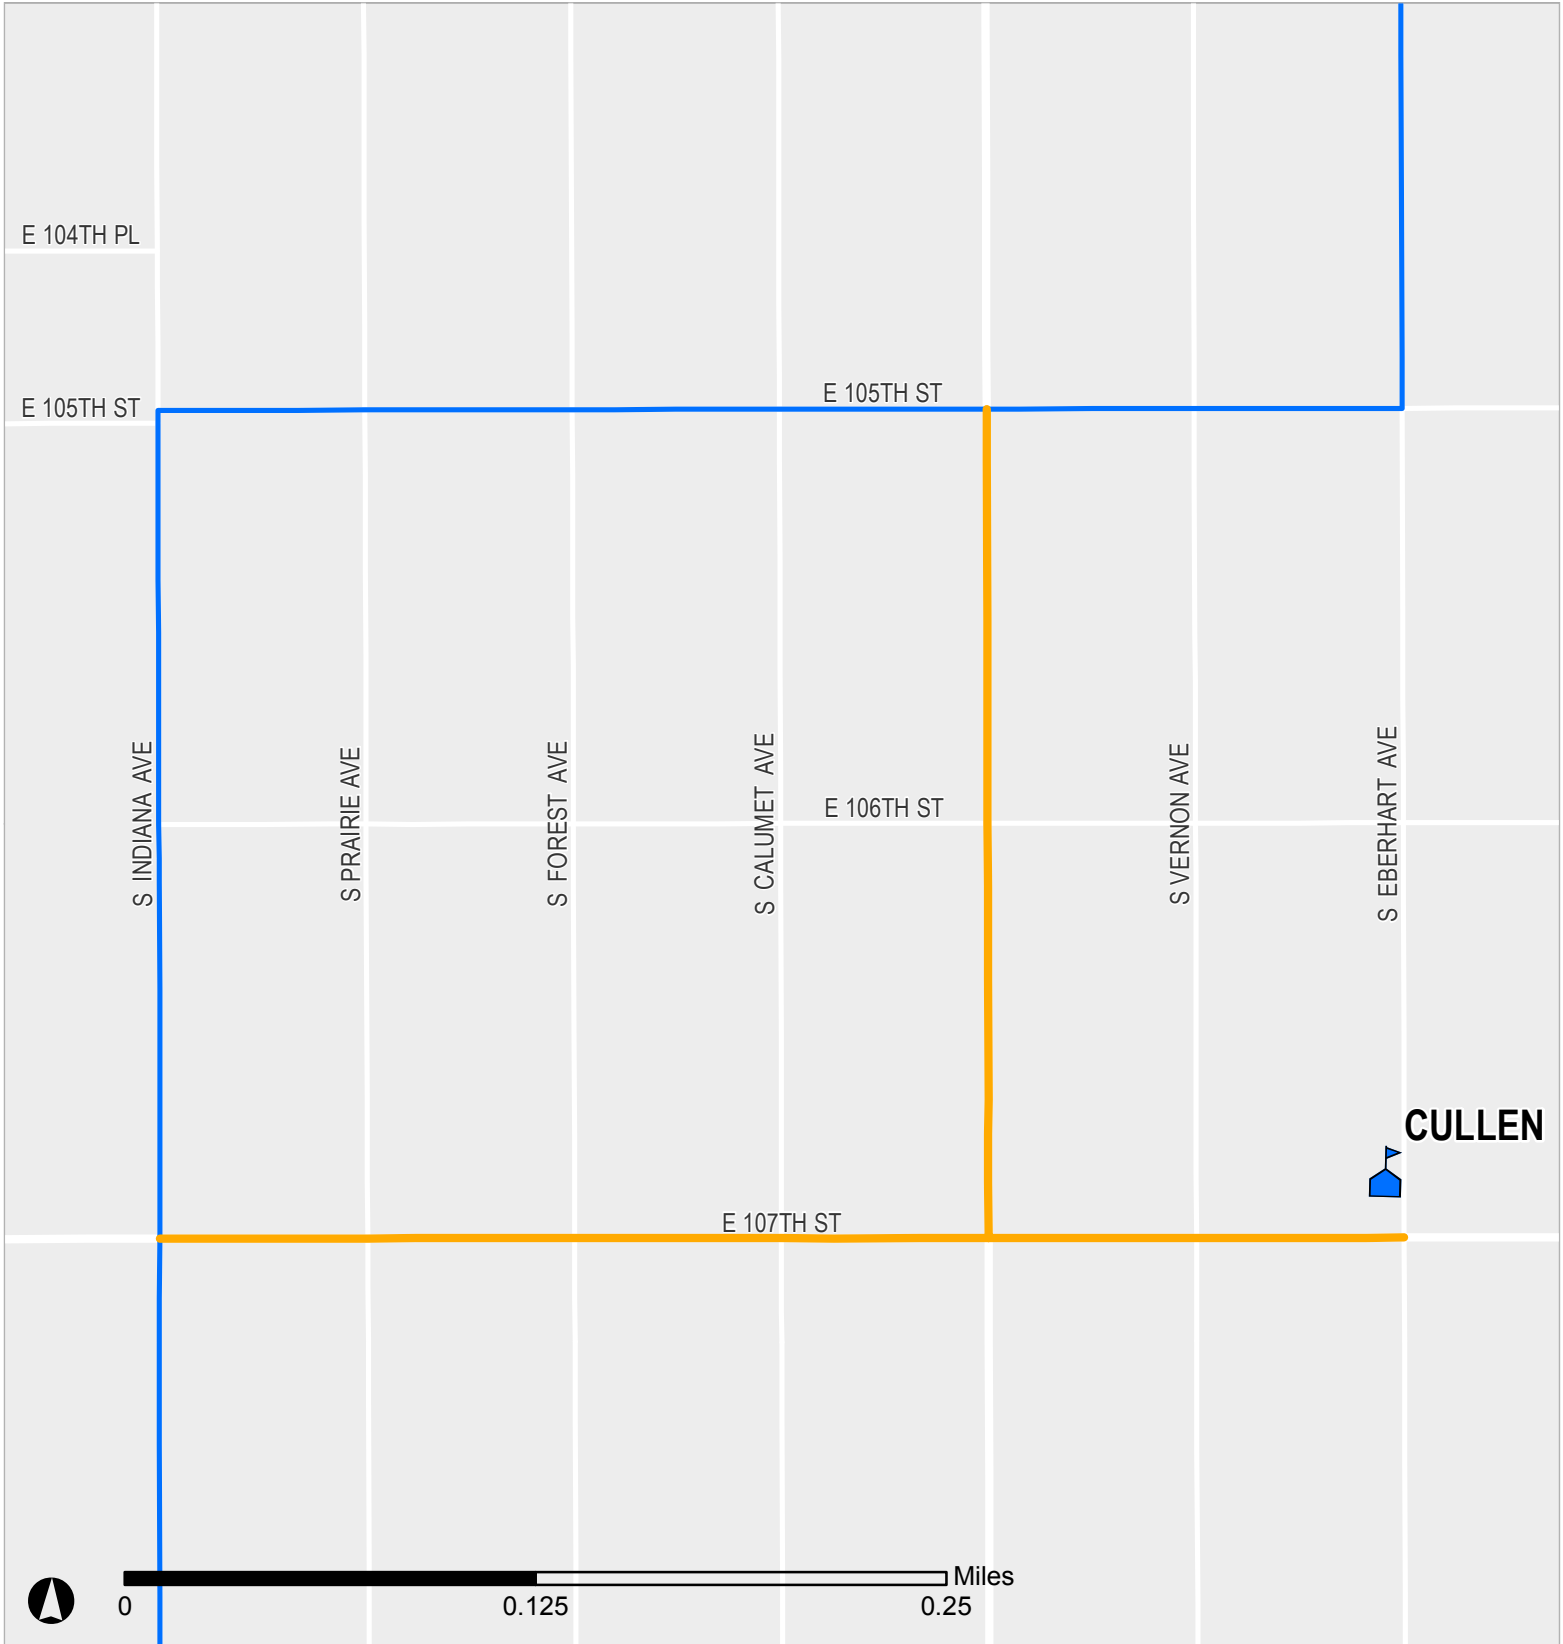 E 104TH PL
E 105TH ST
E 105TH ST
S INDIANA AVE
S PRAIRIE AVE
S FOREST AVE
S CALUMET AVE
E 106TH ST
S VERNON AVE
S EBERHART AVE
CULLEN
E 107TH ST
Miles
0
0.125
0.25